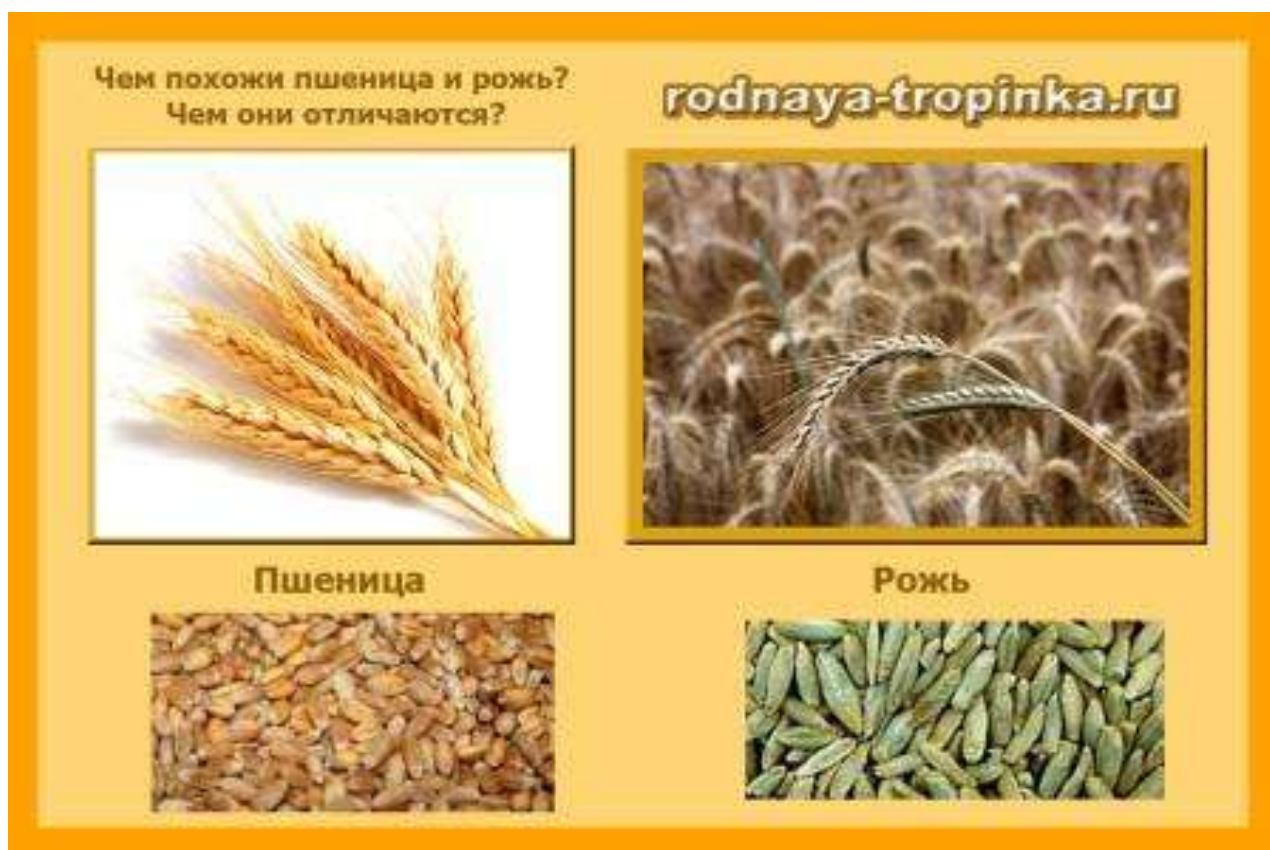 Чем похожи пшеница и рожь?
Чем они отличаются?
rodnaya-tropinka.ru
Пшеница
Рожь